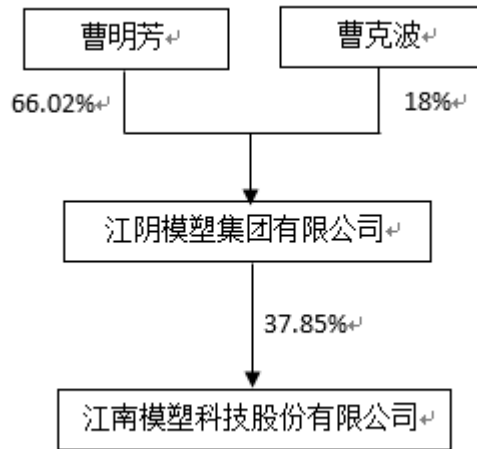 曹明芳
曹克波
66.02%
18%
江阴模塑集团有限公司
37.85%
江南模塑科技股份有限公司